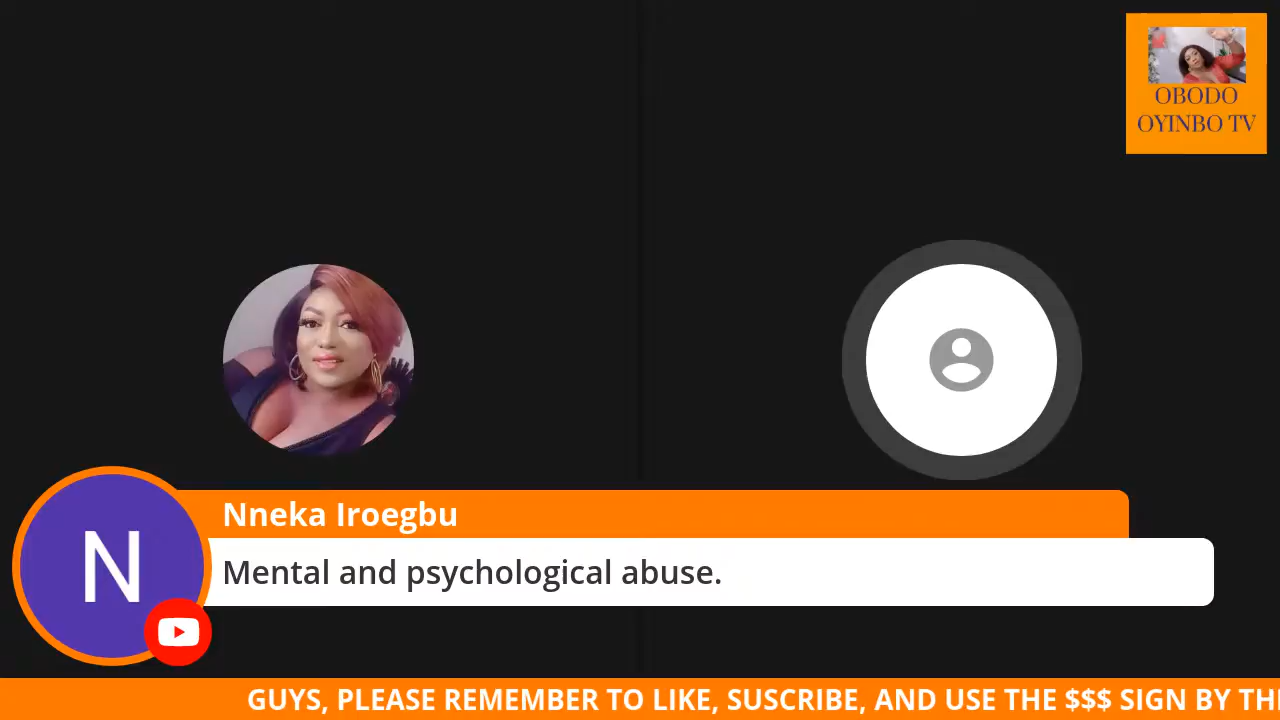 OBODO
OYINBO TV
N
Nneka Iroegbu
Mental and psychological abuse.
GUYS, PLEASE REMEMBER TO LIKE, SUSCRIBE, AND USE THE $$$ SIGN BY